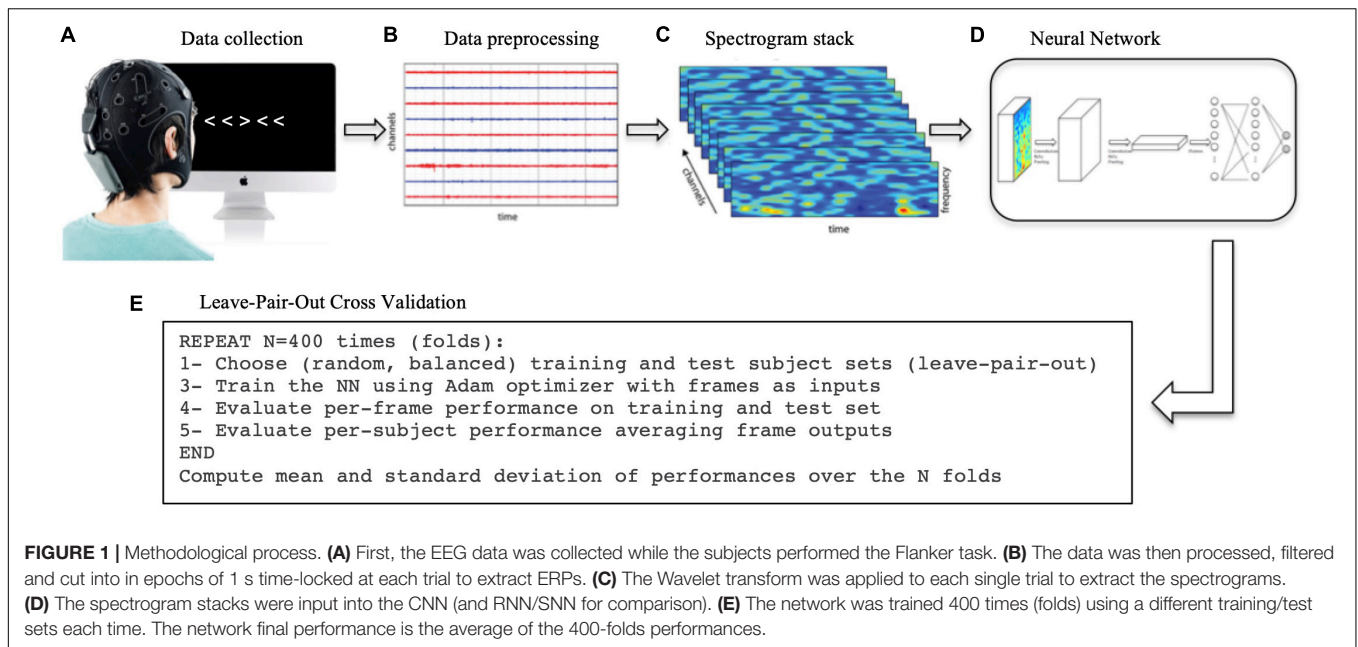 A Data collection
B Data preprocessing
C Spectrogram stack
D Neural Network
< < > < <
channels
time
channels
time
frequency
E Leave-Pair-Out Cross Validation
REPEAT N=400 times (folds):
1- Choose (random, balanced) training and test subject sets (leave-pair-out)
3- Train the NN using Adam optimizer with frames as inputs
4- Evaluate per-frame performance on training and test set
5- Evaluate per-subject performance averaging frame outputs
END
Compute mean and standard deviation of performances over the N folds
FIGURE 1 | Methodological process. (A) First, the EEG data was collected while the subjects performed the Flanker task. (B) The data was then processed, filtered
and cut into in epochs of 1 s time-locked at each trial to extract ERPs. (C) The Wavelet transform was applied to each single trial to extract the spectrograms.
(D) The spectrogram stacks were input into the CNN (and RNN/SNN for comparison). (E) The network was trained 400 times (folds) using a different training/test
sets each time. The network final performance is the average of the 400-folds performances.